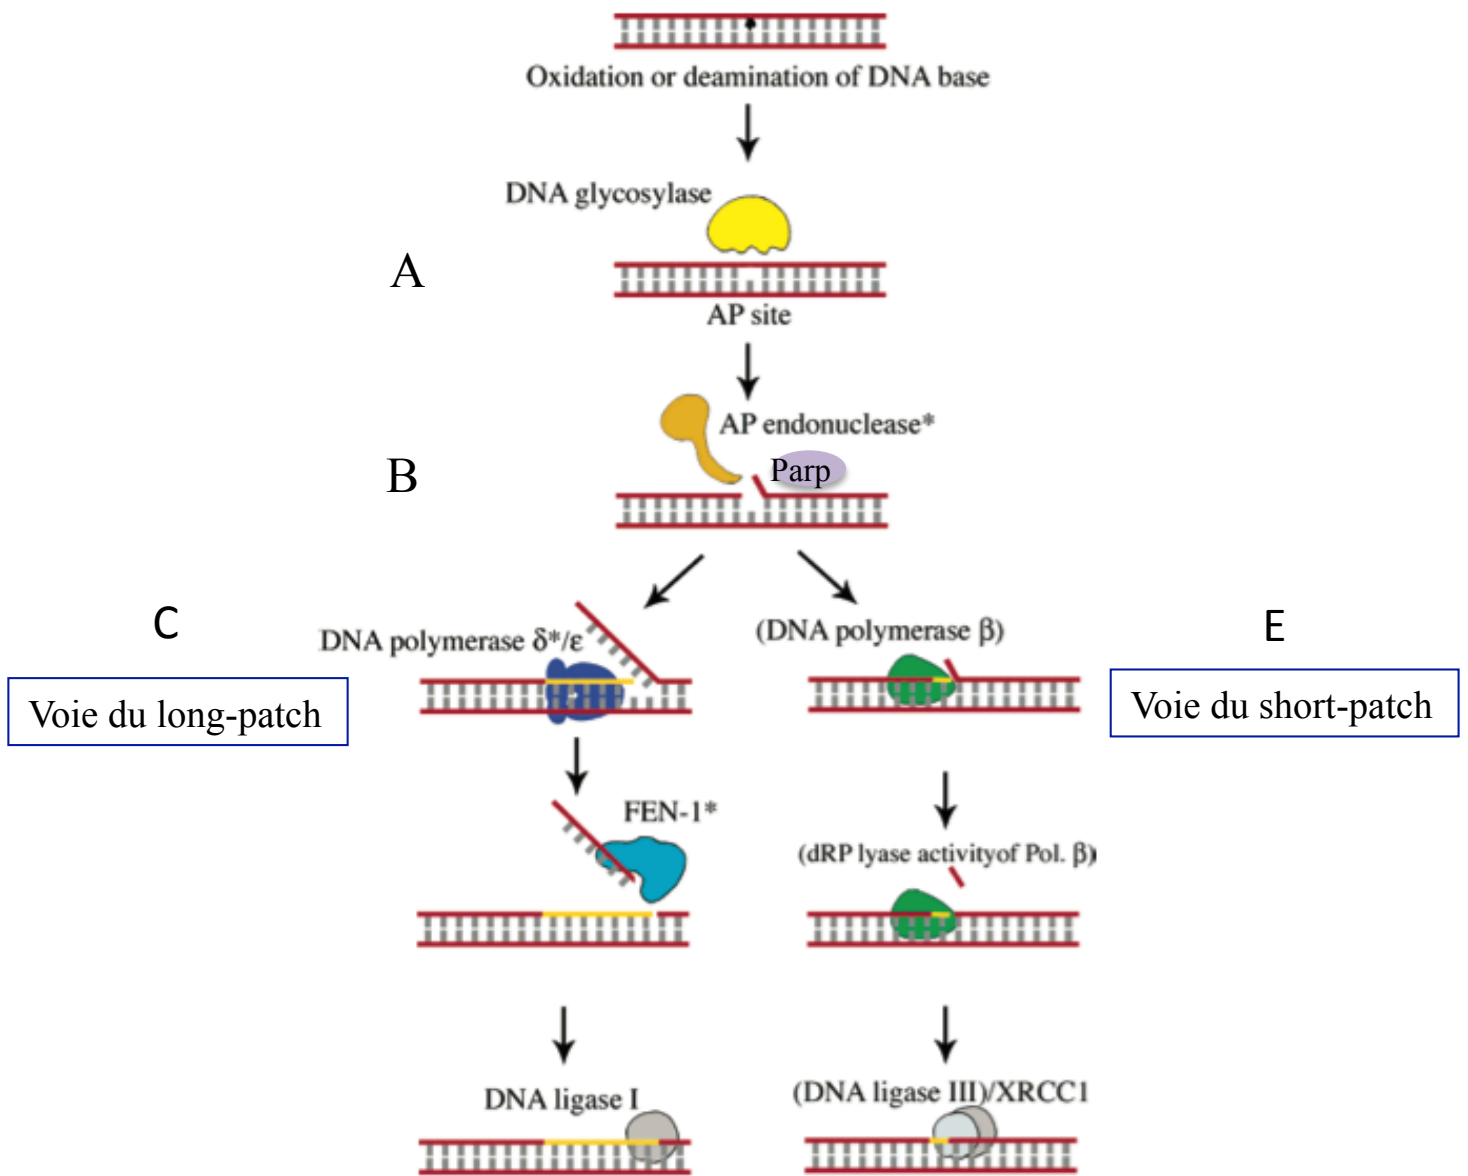 Oxidation or deamination of DNA base
DNA glycosylase
A
AP site
AP endonuclease*
Parp
B
C
E
DNA polymerase δ*/ε
(DNA polymerase β)
Voie du long-patch
Voie du short-patch
FEN-1*
(dRP lyase activityof Pol. β)
DNA ligase I
(DNA ligase III)/XRCC1